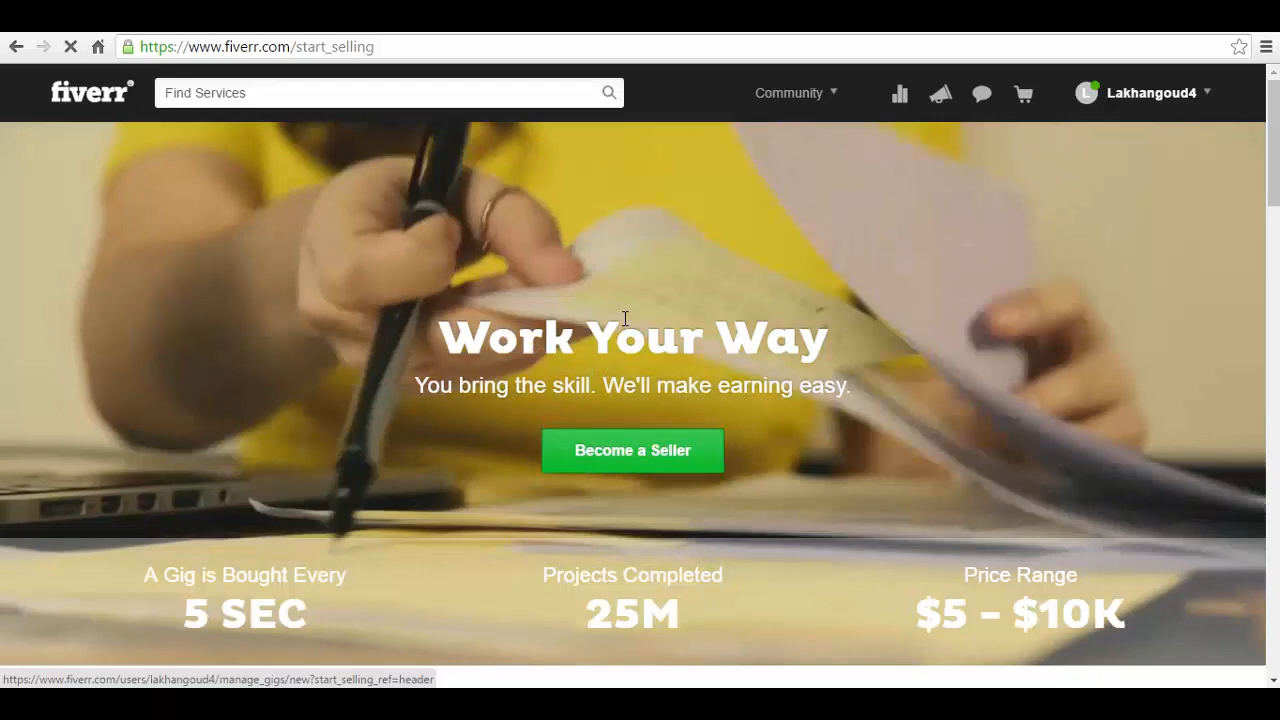 https://www.fiverr.com/start_selling
fiverr®
Find Services
Community
L
Lakhangoud4
Work Your Way
You bring the skill. We'll make earning easy.
Become a Seller
A Gig is Bought Every
5 SEC
Projects Completed
25M
Price Range
$5 – $10K
https://www.fiverr.com/users/lakhangoud4/manage_gigs/new?start_selling_ref=header